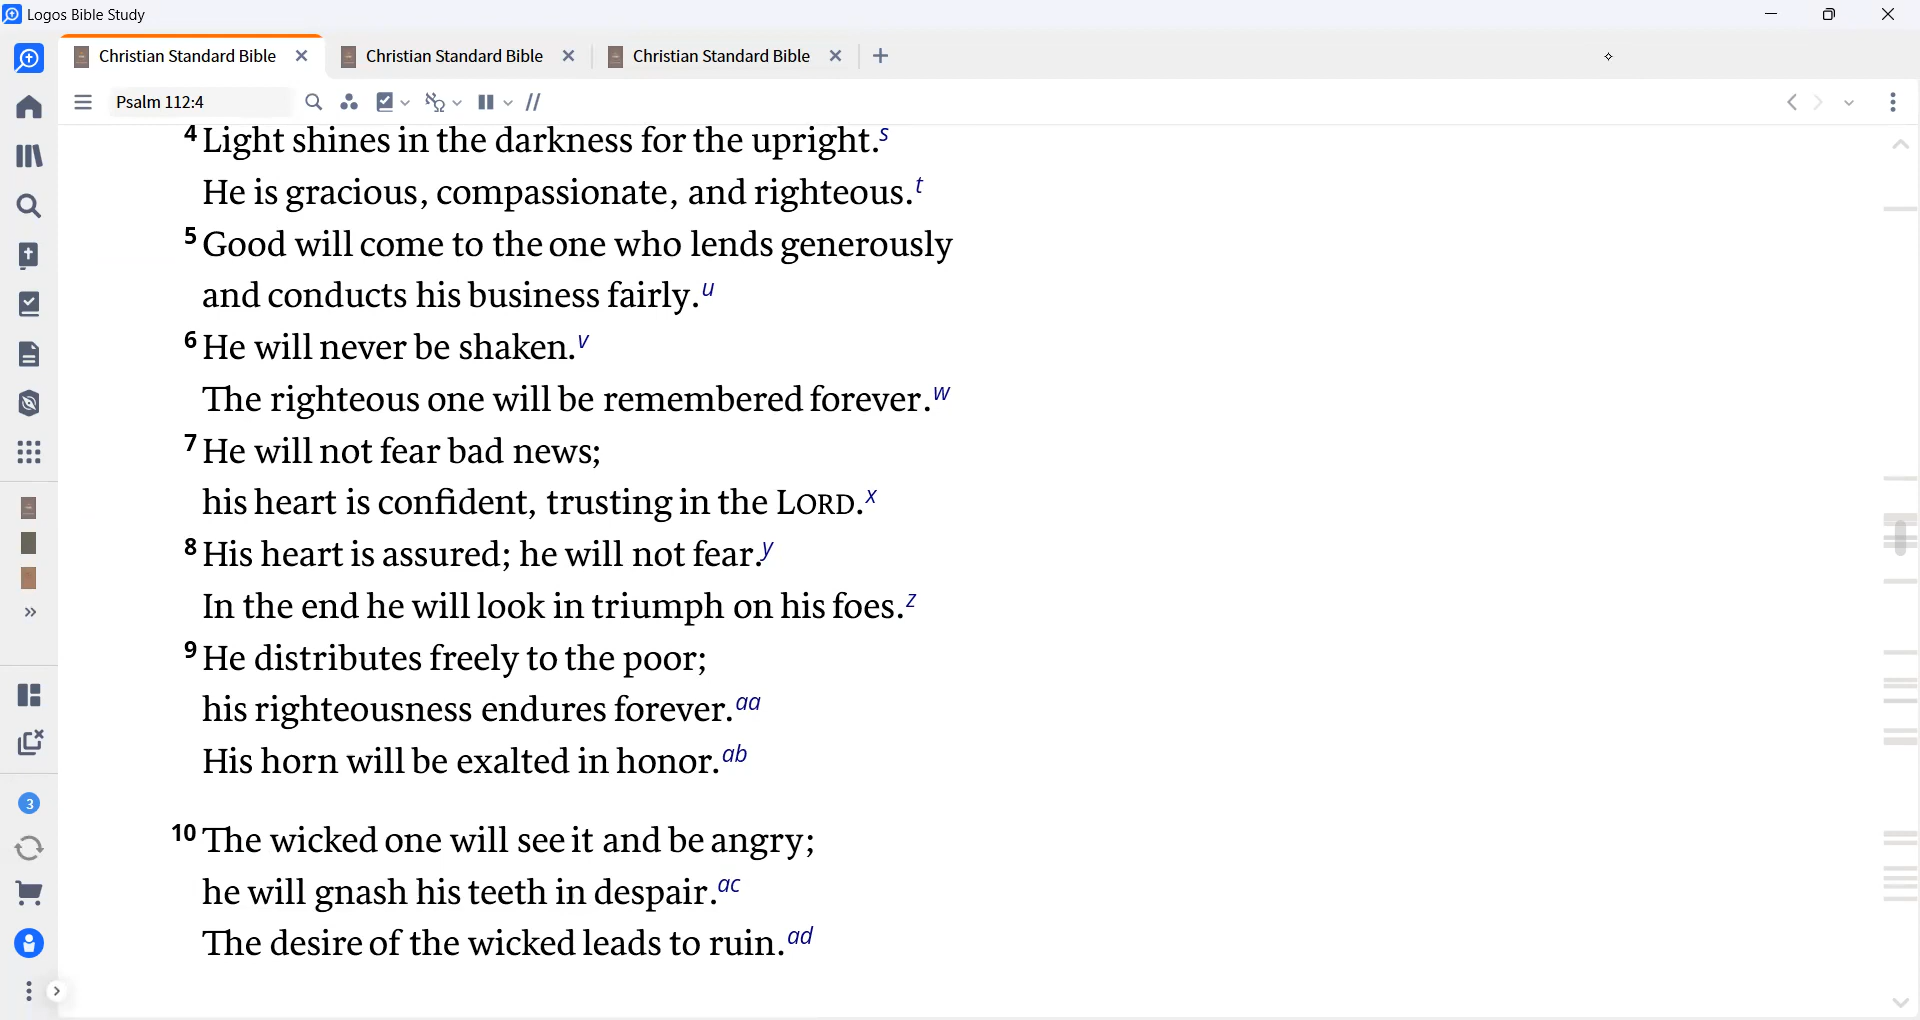 Logos Bible Study
Christian Standard Bible
Christian Standard Bible
Christian Standard Bible
Psalm 112:4
4 Light shines in the darkness for the upright.s
He is gracious, compassionate, and righteous.t
5 Good will come to the one who lends generously
and conducts his business fairly.u
6 He will never be shaken.v
The righteous one will be remembered forever.w
7 He will not fear bad news;
his heart is confident, trusting in the LORD.x
8 His heart is assured; he will not fear.y
In the end he will look in triumph on his foes.z
9 He distributes freely to the poor;
his righteousness endures forever.aa
His horn will be exalted in honor.ab
10 The wicked one will see it and be angry;
he will gnash his teeth in despair.ac
The desire of the wicked leads to ruin.ad
3